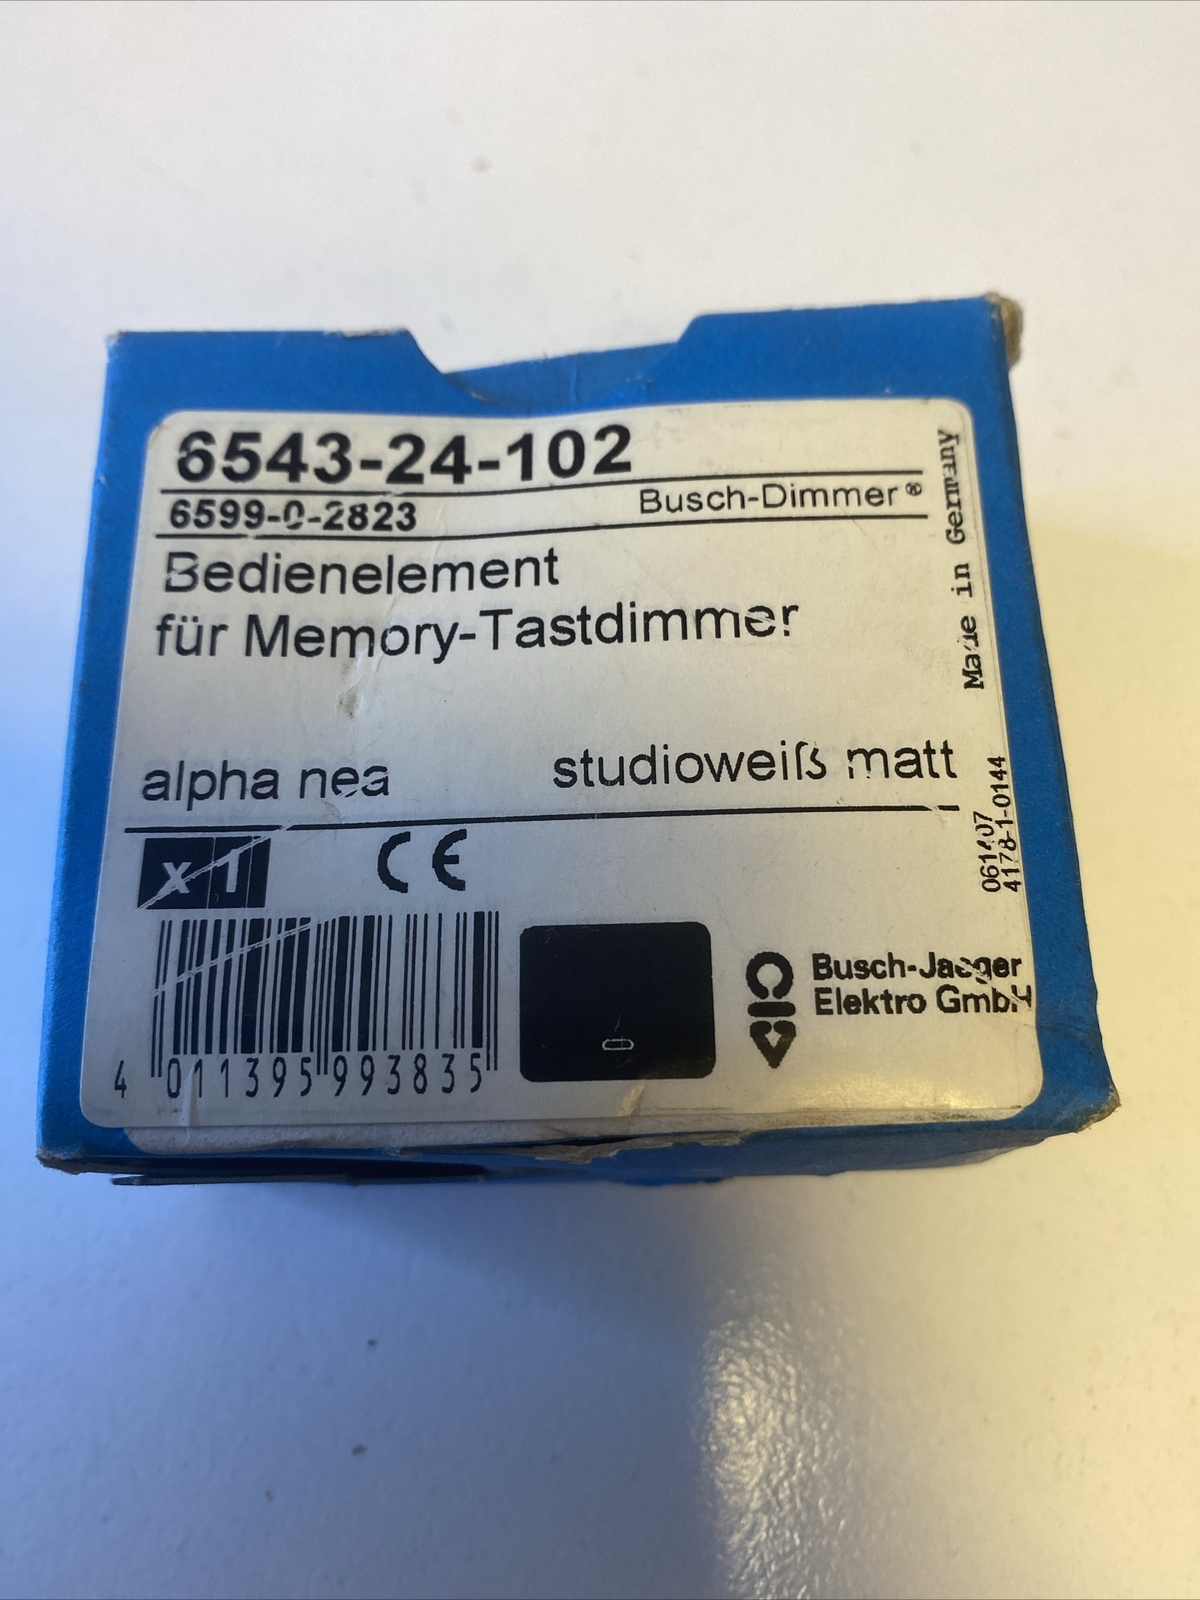 6543-24-102
6599-0-2823
Busch-Dimmer®
Bedienelement
für Memory-Tastdimmer
alpha nea
studioweiß matt
Made in Germany
4178-1-0144
x 1
CE
4 011395 993835
Busch-Jaeger
Elektro GmbH